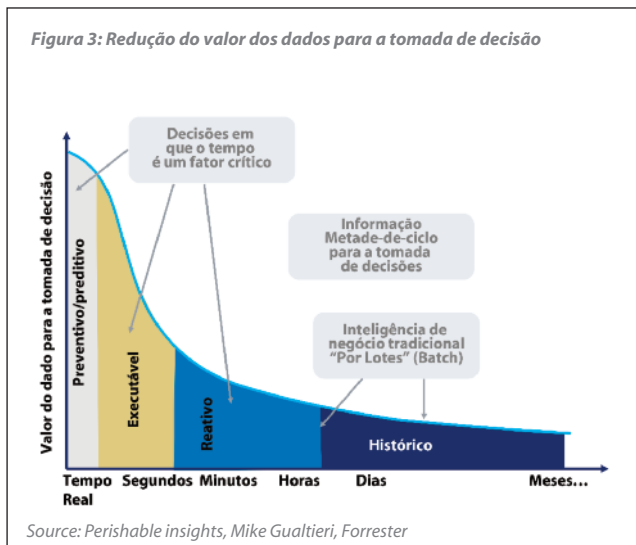 Figura 3: Redução do valor dos dados para a tomada de decisão
Decisões em
que o tempo
é um fator crítico
Informação
Metade-de-ciclo
para a tomada
de decisões
Inteligência de
negócio tradicional
"Por Lotes" (Batch)
Valor do dado para a tomada de decisão
Preventivo/preditivo
Executável
Reativo
Histórico
Tempo Real
Segundos
Minutos
Horas
Dias
Meses...
Source: Perishable insights, Mike Gualtieri, Forrester